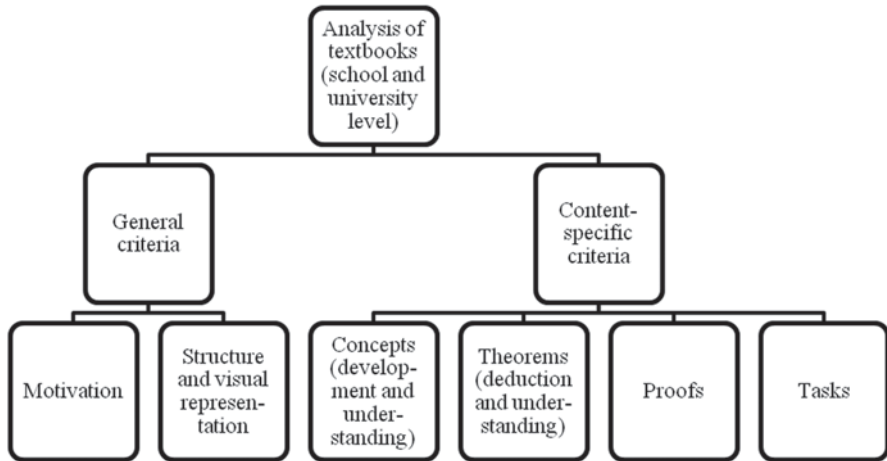 Analysis of
textbooks
(school and
university
level)
General
criteria
Content-
specific
criteria
Motivation
Structure
and visual
represen-
tation
Concepts
(develop-
ment and
under-
standing)
Theorems
(deduction
and under-
standing)
Proofs
Tasks